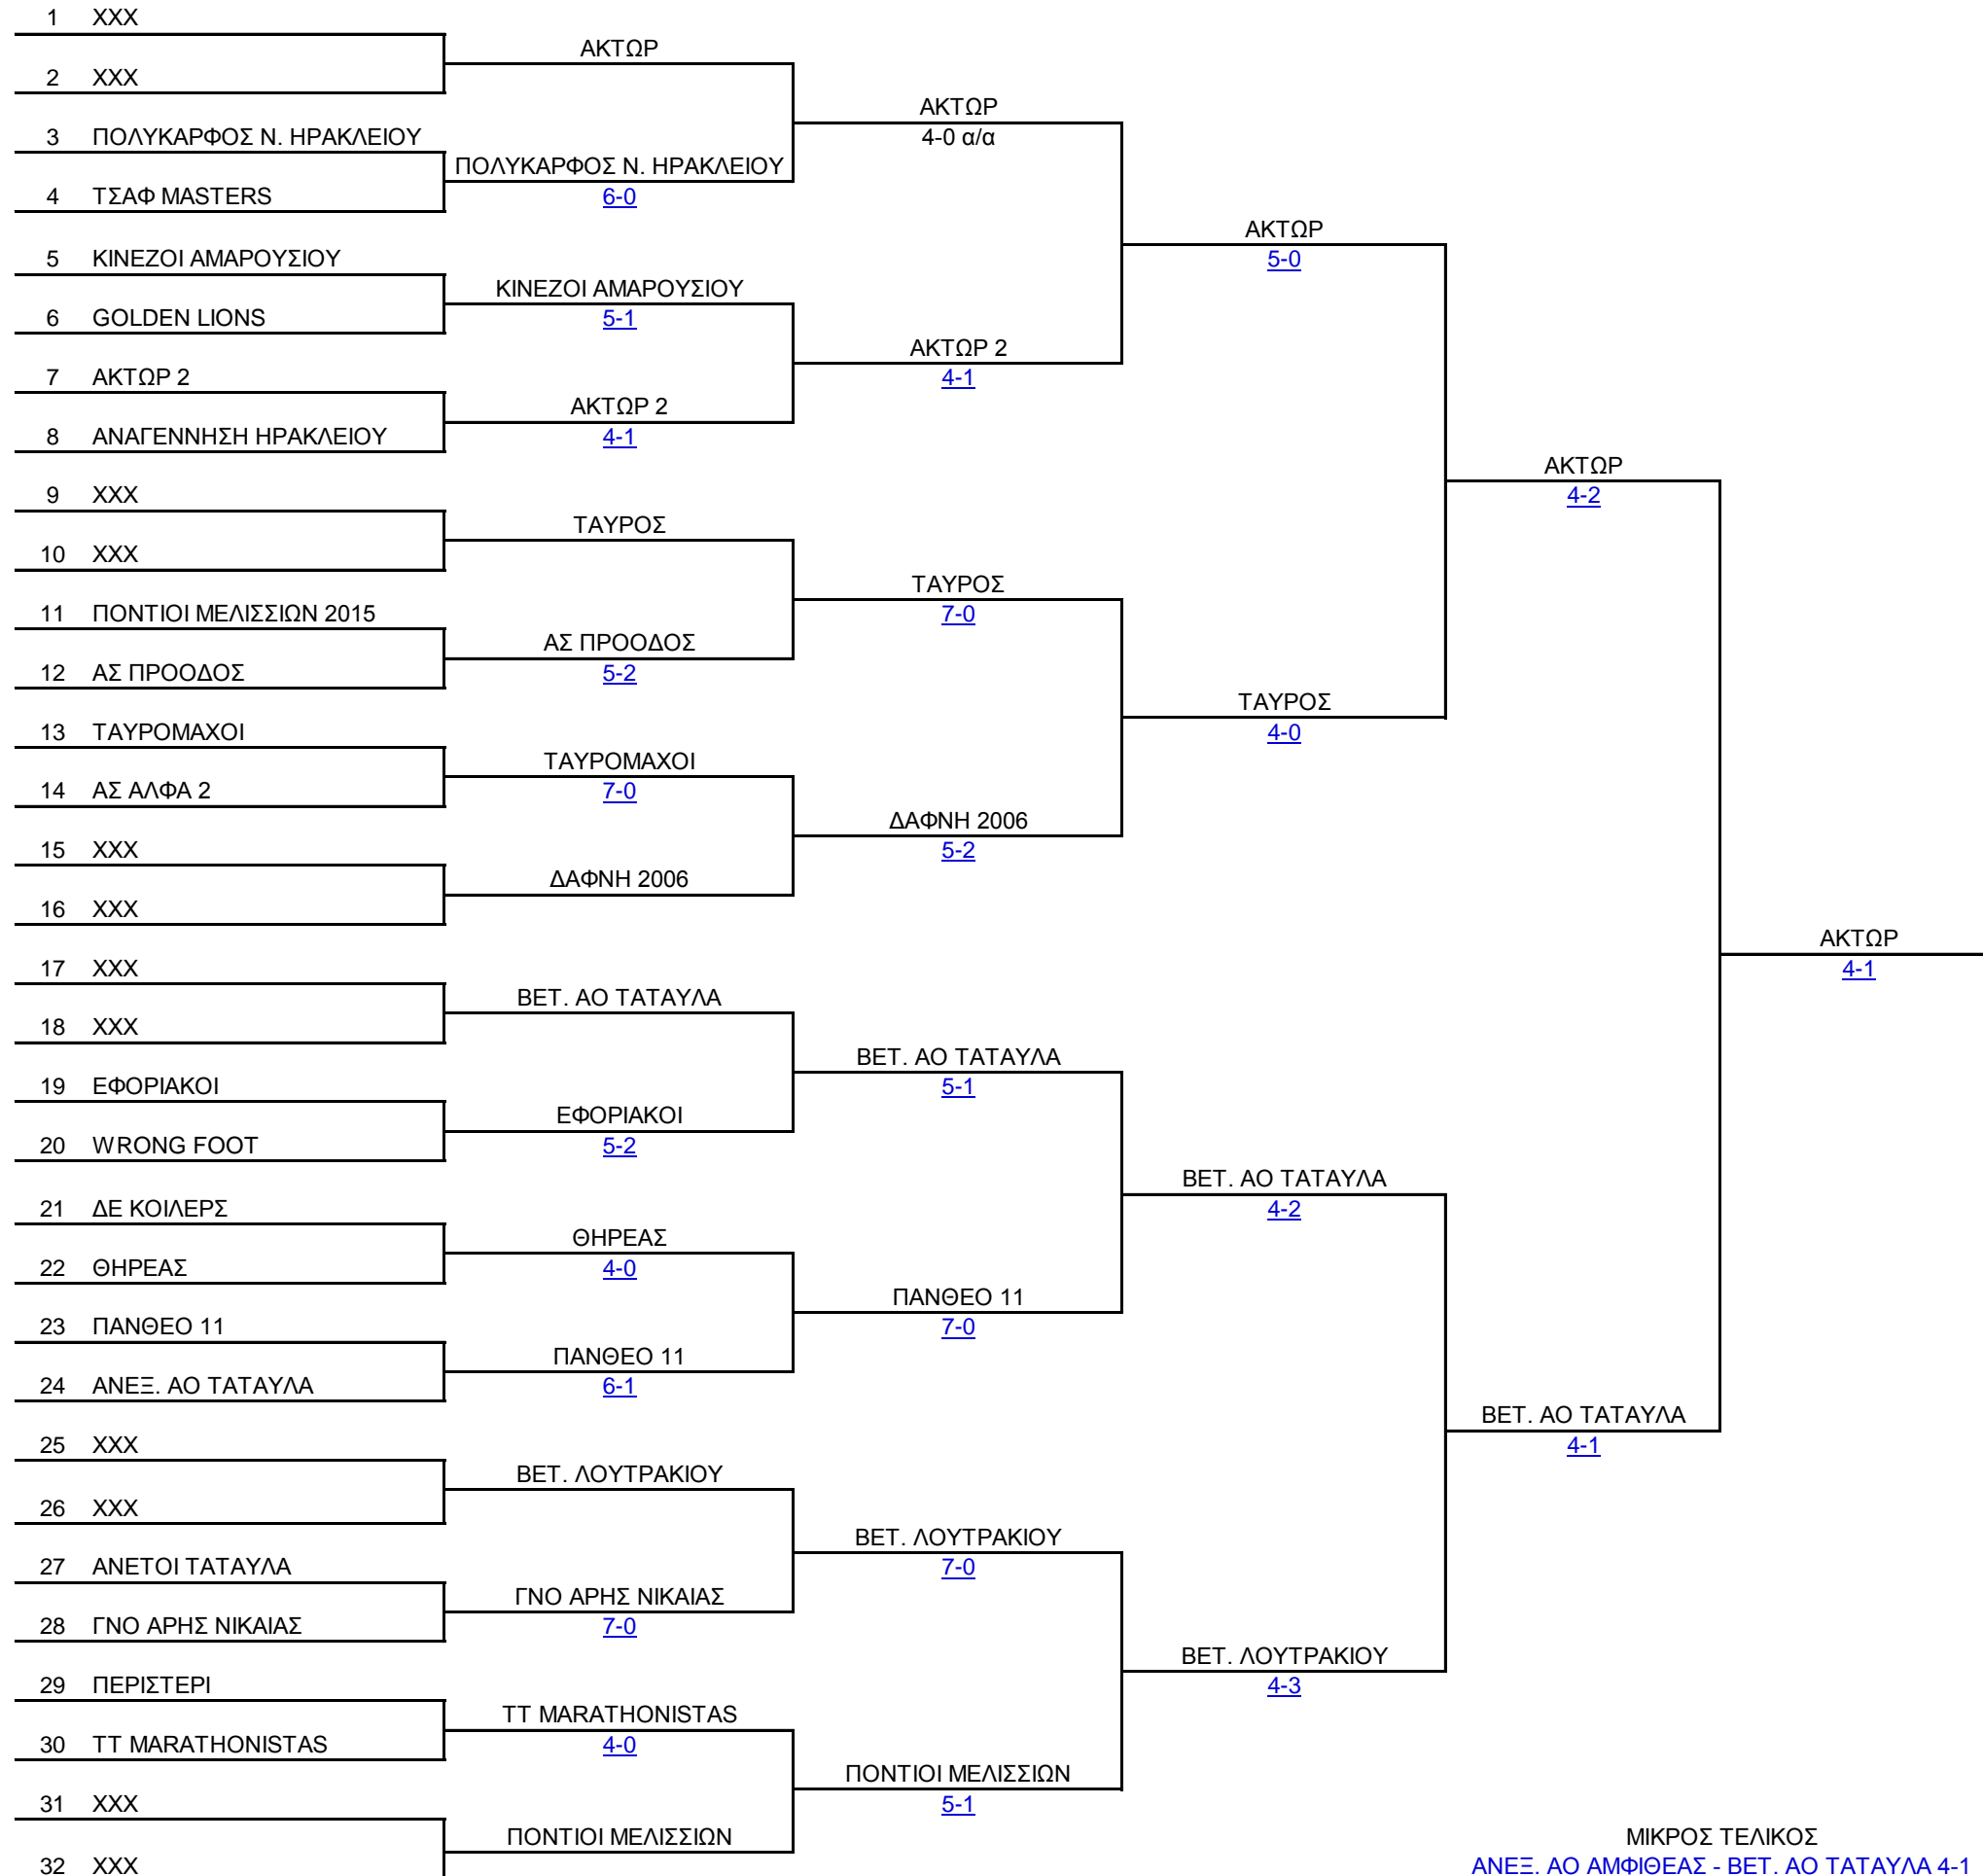 1 XXX
ΑΚΤΩΡ
2 XXX
ΑΚΤΩΡ
4-0 α/α
3 ΠΟΛΥΚΑΡΦΟΣ Ν. ΗΡΑΚΛΕΙΟΥ
ΠΟΛΥΚΑΡΦΟΣ Ν. ΗΡΑΚΛΕΙΟΥ
6-0
4 ΤΣΑΦ MASTERS
ΑΚΤΩΡ
5-0
5 ΚΙΝΕΖΟΙ ΑΜΑΡΟΥΣΙΟΥ
ΚΙΝΕΖΟΙ ΑΜΑΡΟΥΣΙΟΥ
5-1
6 GOLDEN LIONS
ΑΚΤΩΡ 2
4-1
7 ΑΚΤΩΡ 2
ΑΚΤΩΡ 2
4-1
8 ΑΝΑΓΕΝΝΗΣΗ ΗΡΑΚΛΕΙΟΥ
ΑΚΤΩΡ
4-2
9 XXX
ΤΑΥΡΟΣ
10 XXX
ΤΑΥΡΟΣ
7-0
11 ΠΟΝΤΙΟΙ ΜΕΛΙΣΣΙΩΝ 2015
ΑΣ ΠΡΟΟΔΟΣ
5-2
12 ΑΣ ΠΡΟΟΔΟΣ
ΤΑΥΡΟΣ
4-0
13 ΤΑΥΡΟΜΑΧΟΙ
ΤΑΥΡΟΜΑΧΟΙ
7-0
14 ΑΣ ΑΛΦΑ 2
ΔΑΦΝΗ 2006
5-2
15 XXX
ΔΑΦΝΗ 2006
16 XXX
ΑΚΤΩΡ
4-1
17 XXX
ΒΕΤ. ΑΟ ΤΑΤΑΥΛΑ
18 XXX
ΒΕΤ. ΑΟ ΤΑΤΑΥΛΑ
5-1
19 ΕΦΟΡΙΑΚΟΙ
ΕΦΟΡΙΑΚΟΙ
5-2
20 WRONG FOOT
ΒΕΤ. ΑΟ ΤΑΤΑΥΛΑ
4-2
21 ΔΕ ΚΟΙΛΕΡΣ
ΘΗΡΕΑΣ
4-0
22 ΘΗΡΕΑΣ
ΠΑΝΘΕΟ 11
7-0
23 ΠΑΝΘΕΟ 11
ΠΑΝΘΕΟ 11
6-1
24 ΑΝΕΞ. ΑΟ ΤΑΤΑΥΛΑ
ΒΕΤ. ΑΟ ΤΑΤΑΥΛΑ
4-1
25 XXX
ΒΕΤ. ΛΟΥΤΡΑΚΙΟΥ
26 XXX
ΒΕΤ. ΛΟΥΤΡΑΚΙΟΥ
7-0
27 ΑΝΕΤΟΙ ΤΑΤΑΥΛΑ
ΓΝΟ ΑΡΗΣ ΝΙΚΑΙΑΣ
7-0
28 ΓΝΟ ΑΡΗΣ ΝΙΚΑΙΑΣ
ΒΕΤ. ΛΟΥΤΡΑΚΙΟΥ
4-3
29 ΠΕΡΙΣΤΕΡΙ
TT MARATHONISTAS
4-0
30 TT MARATHONISTAS
ΠΟΝΤΙΟΙ ΜΕΛΙΣΣΙΩΝ
5-1
31 XXX
ΠΟΝΤΙΟΙ ΜΕΛΙΣΣΙΩΝ
32 XXX
ΜΙΚΡΟΣ ΤΕΛΙΚΟΣ
ΑΝΕΞ. ΑΟ ΑΜΦΙΘΕΑΣ - ΒΕΤ. ΑΟ ΤΑΤΑΥΛΑ 4-1